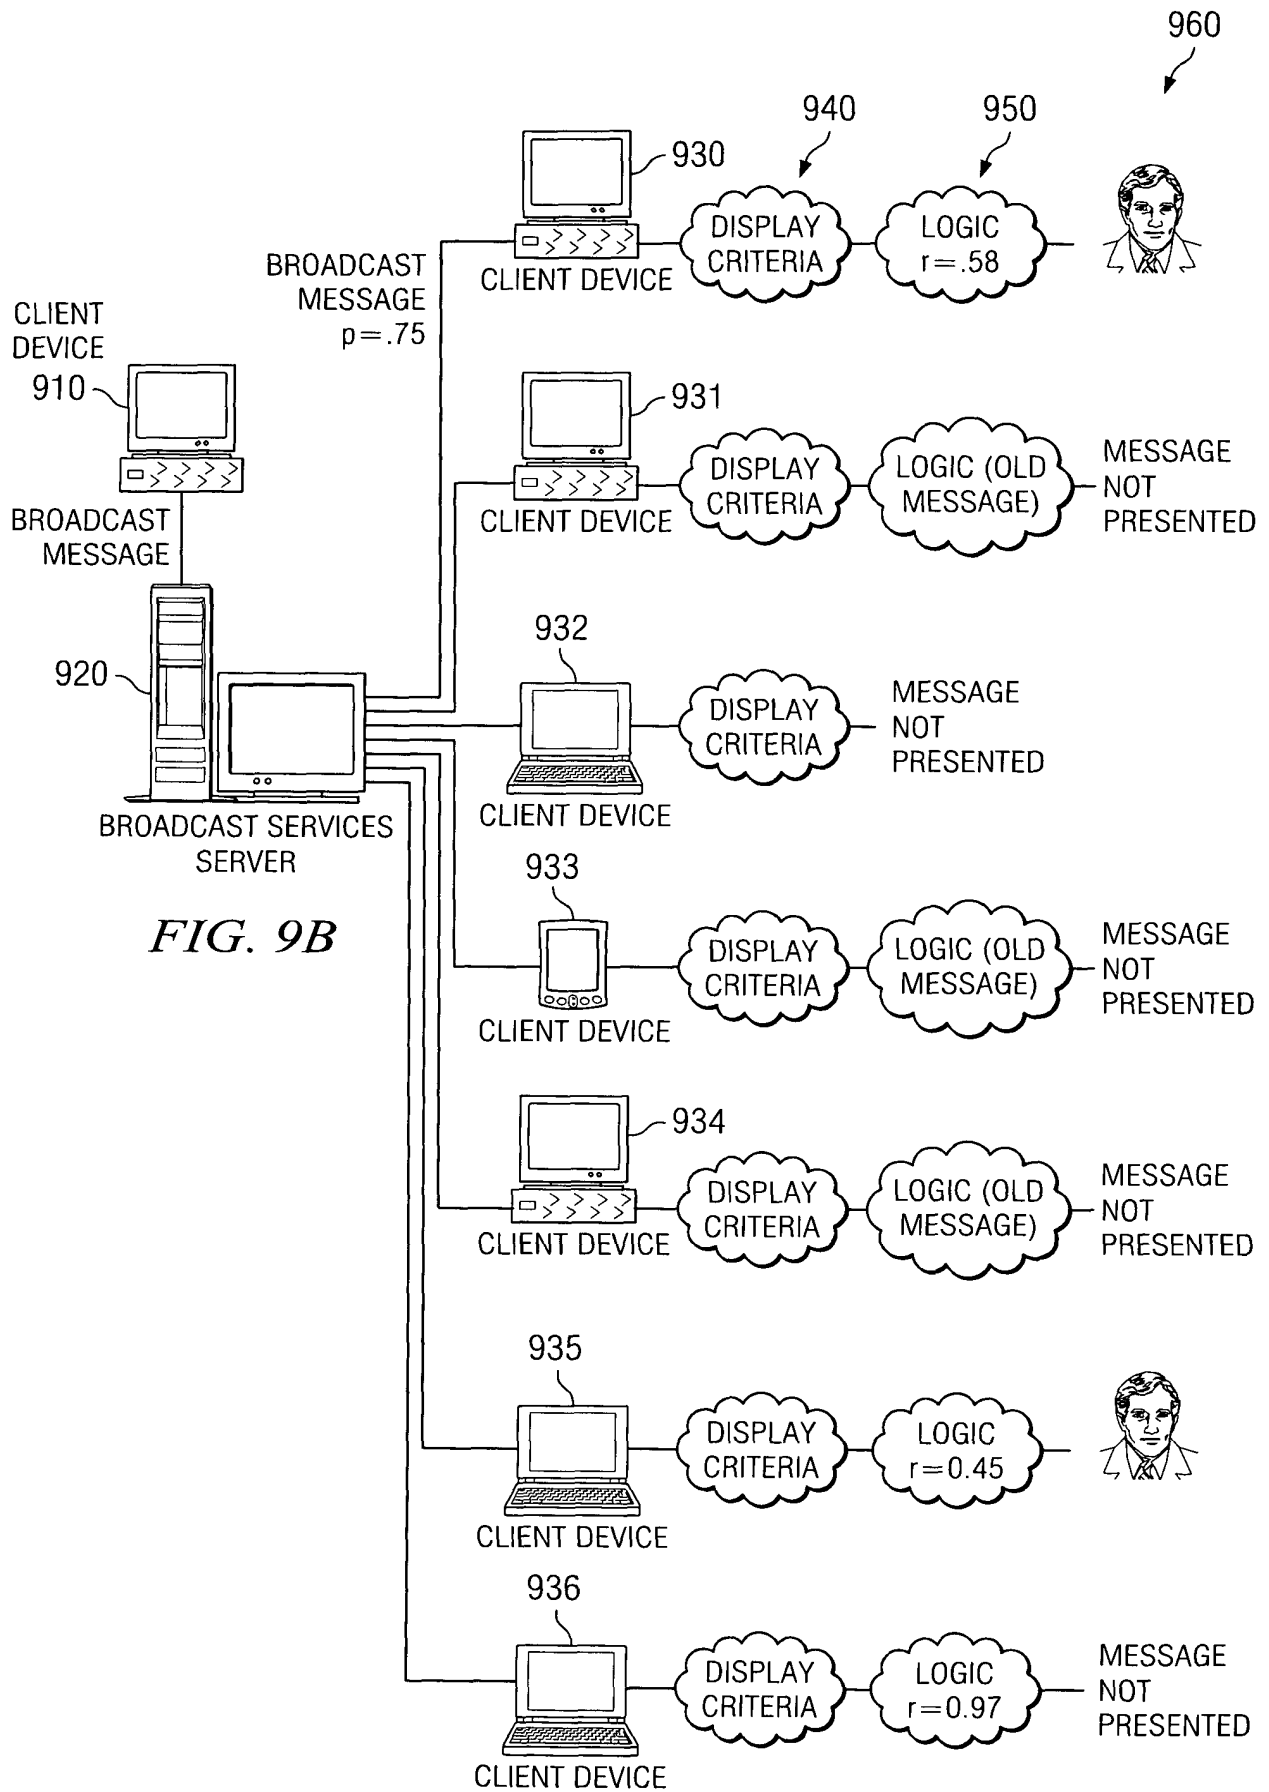 960
940
950
930
DISPLAY
CRITERIA
LOGIC
r=.58
CLIENT DEVICE
BROADCAST
MESSAGE
p=.75
CLIENT
DEVICE
910
BROADCAST
MESSAGE
920
BROADCAST SERVICES
SERVER
FIG. 9B
931
CLIENT DEVICE
DISPLAY
CRITERIA
LOGIC (OLD
MESSAGE)
MESSAGE
NOT
PRESENTED
932
CLIENT DEVICE
DISPLAY
CRITERIA
MESSAGE
NOT
PRESENTED
933
CLIENT DEVICE
DISPLAY
CRITERIA
LOGIC (OLD
MESSAGE)
MESSAGE
NOT
PRESENTED
934
CLIENT DEVICE
DISPLAY
CRITERIA
LOGIC (OLD
MESSAGE)
MESSAGE
NOT
PRESENTED
935
CLIENT DEVICE
DISPLAY
CRITERIA
LOGIC
r=0.45
936
CLIENT DEVICE
DISPLAY
CRITERIA
LOGIC
r=0.97
MESSAGE
NOT
PRESENTED